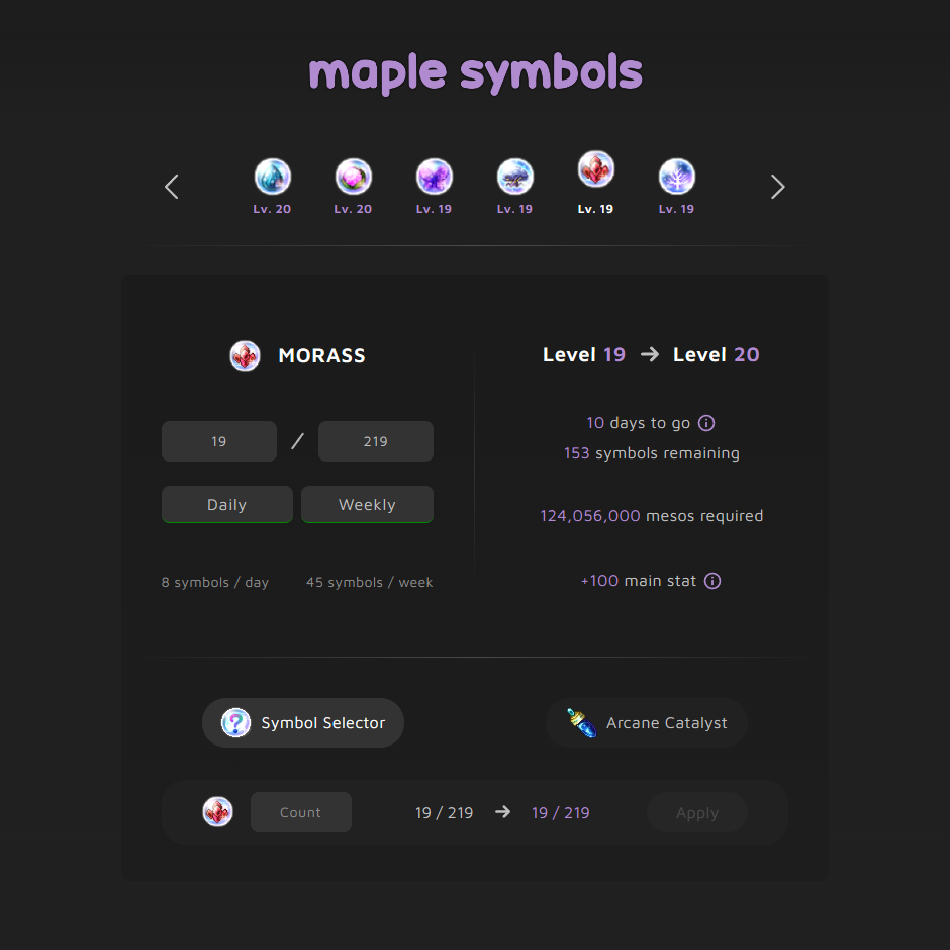 maple symbols
Lv. 20 Lv. 20 Lv. 19 Lv. 19 Lv. 19 Lv. 19
MORASS
19 / 219
Daily Weekly
8 symbols / day 45 symbols / week
Level 19 → Level 20
10 days to go
153 symbols remaining
124,056,000 mesos required
+100 main stat
Symbol Selector Arcane Catalyst
Count 19 / 219 → 19 / 219 Apply